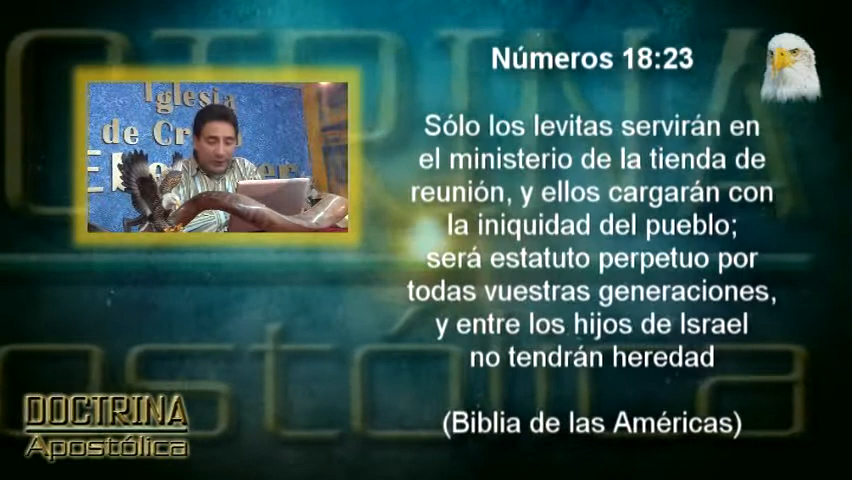 Iglesia
de Cr
Números 18:23
Sólo los levitas servirán en
el ministerio de la tienda de
reunión, y ellos cargarán con
la iniquidad del pueblo;
será estatuto perpetuo por
todas vuestras generaciones,
y entre los hijos de Israel
no tendrán heredad
(Biblia de las Américas)
DOCTRINA
Apostólica